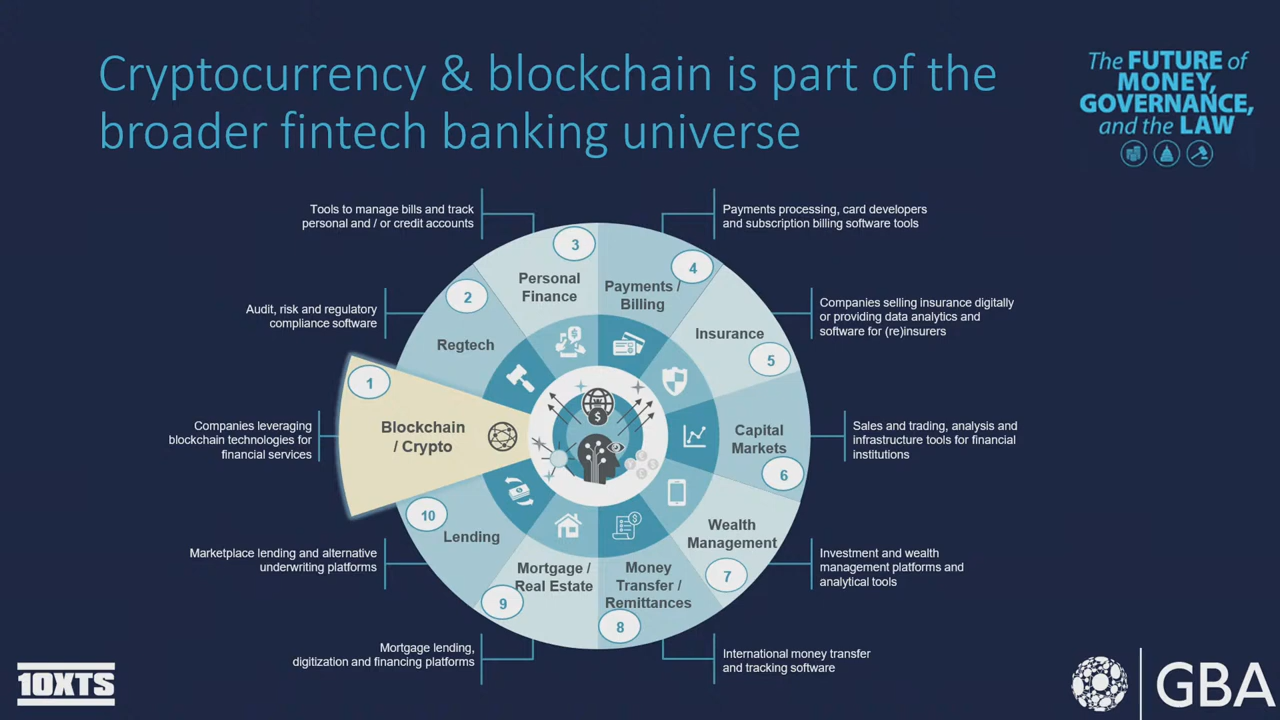 Cryptocurrency & blockchain is part of the
broader fintech banking universe
The FUTURE of
MONEY,
GOVERNANCE,
and the LAW
Companies leveraging
blockchain technologies for
financial services
1
Blockchain
/ Crypto
Audit, risk and regulatory
compliance software
2
Regtech
Tools to manage bills and track
personal and / or credit accounts
3
Personal
Finance
Payments processing, card developers
and subscription billing software tools
4
Payments /
Billing
Companies selling insurance digitally
or providing data analytics and
software for (re)insurers
Insurance
5
Sales and trading, analysis and
infrastructure tools for financial
institutions
Capital
Markets
6
Investment and wealth
management platforms and
analytical tools
Wealth
Management
7
International money transfer
and tracking software
Money
Transfer /
Remittances
8
Mortgage lending,
digitization and financing platforms
Mortgage /
Real Estate
9
Marketplace lending and alternative
underwriting platforms
10
Lending
10XTS
GBA